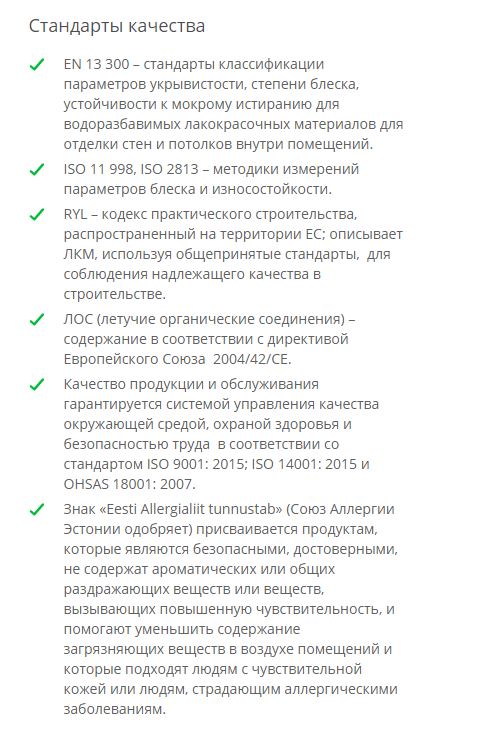 Стандарты качества
EN 13 300 – стандарты классификации
параметров укрывистости, степени блеска,
устойчивости к мокрому истиранию для
водоразбавимых лакокрасочных материалов для
отделки стен и потолков внутри помещений.
ISO 11 998, ISO 2813 – методики измерений
параметров блеска и износостойкости.
RYL – кодекс практического строительства,
распространенный на территории ЕС; описывает
ЛКМ, используя общепринятые стандарты,  для
соблюдения надлежащего качества в
строительстве.
ЛОС (летучие органические соединения) –
содержание в соответствии с директивой
Европейского Союза  2004/42/CE.
Качество продукции и обслуживания
гарантируется системой управления качества
окружающей средой, охраной здоровья и
безопасностью труда  в соответствии со
стандартом ISO 9001: 2015; ISO 14001: 2015 и
OHSAS 18001: 2007.
Знак «Eesti Allergialiit tunnustab» (Союз Аллергии
Эстонии одобряет) присваивается продуктам,
которые являются безопасными, достоверными,
не содержат ароматических или общих
раздражающих веществ или веществ,
вызывающих повышенную чувствительность, и
помогают уменьшить содержание
загрязняющих веществ в воздухе помещений и
которые подходят людям с чувствительной
кожей или людям, страдающим аллергическими
заболеваниям.